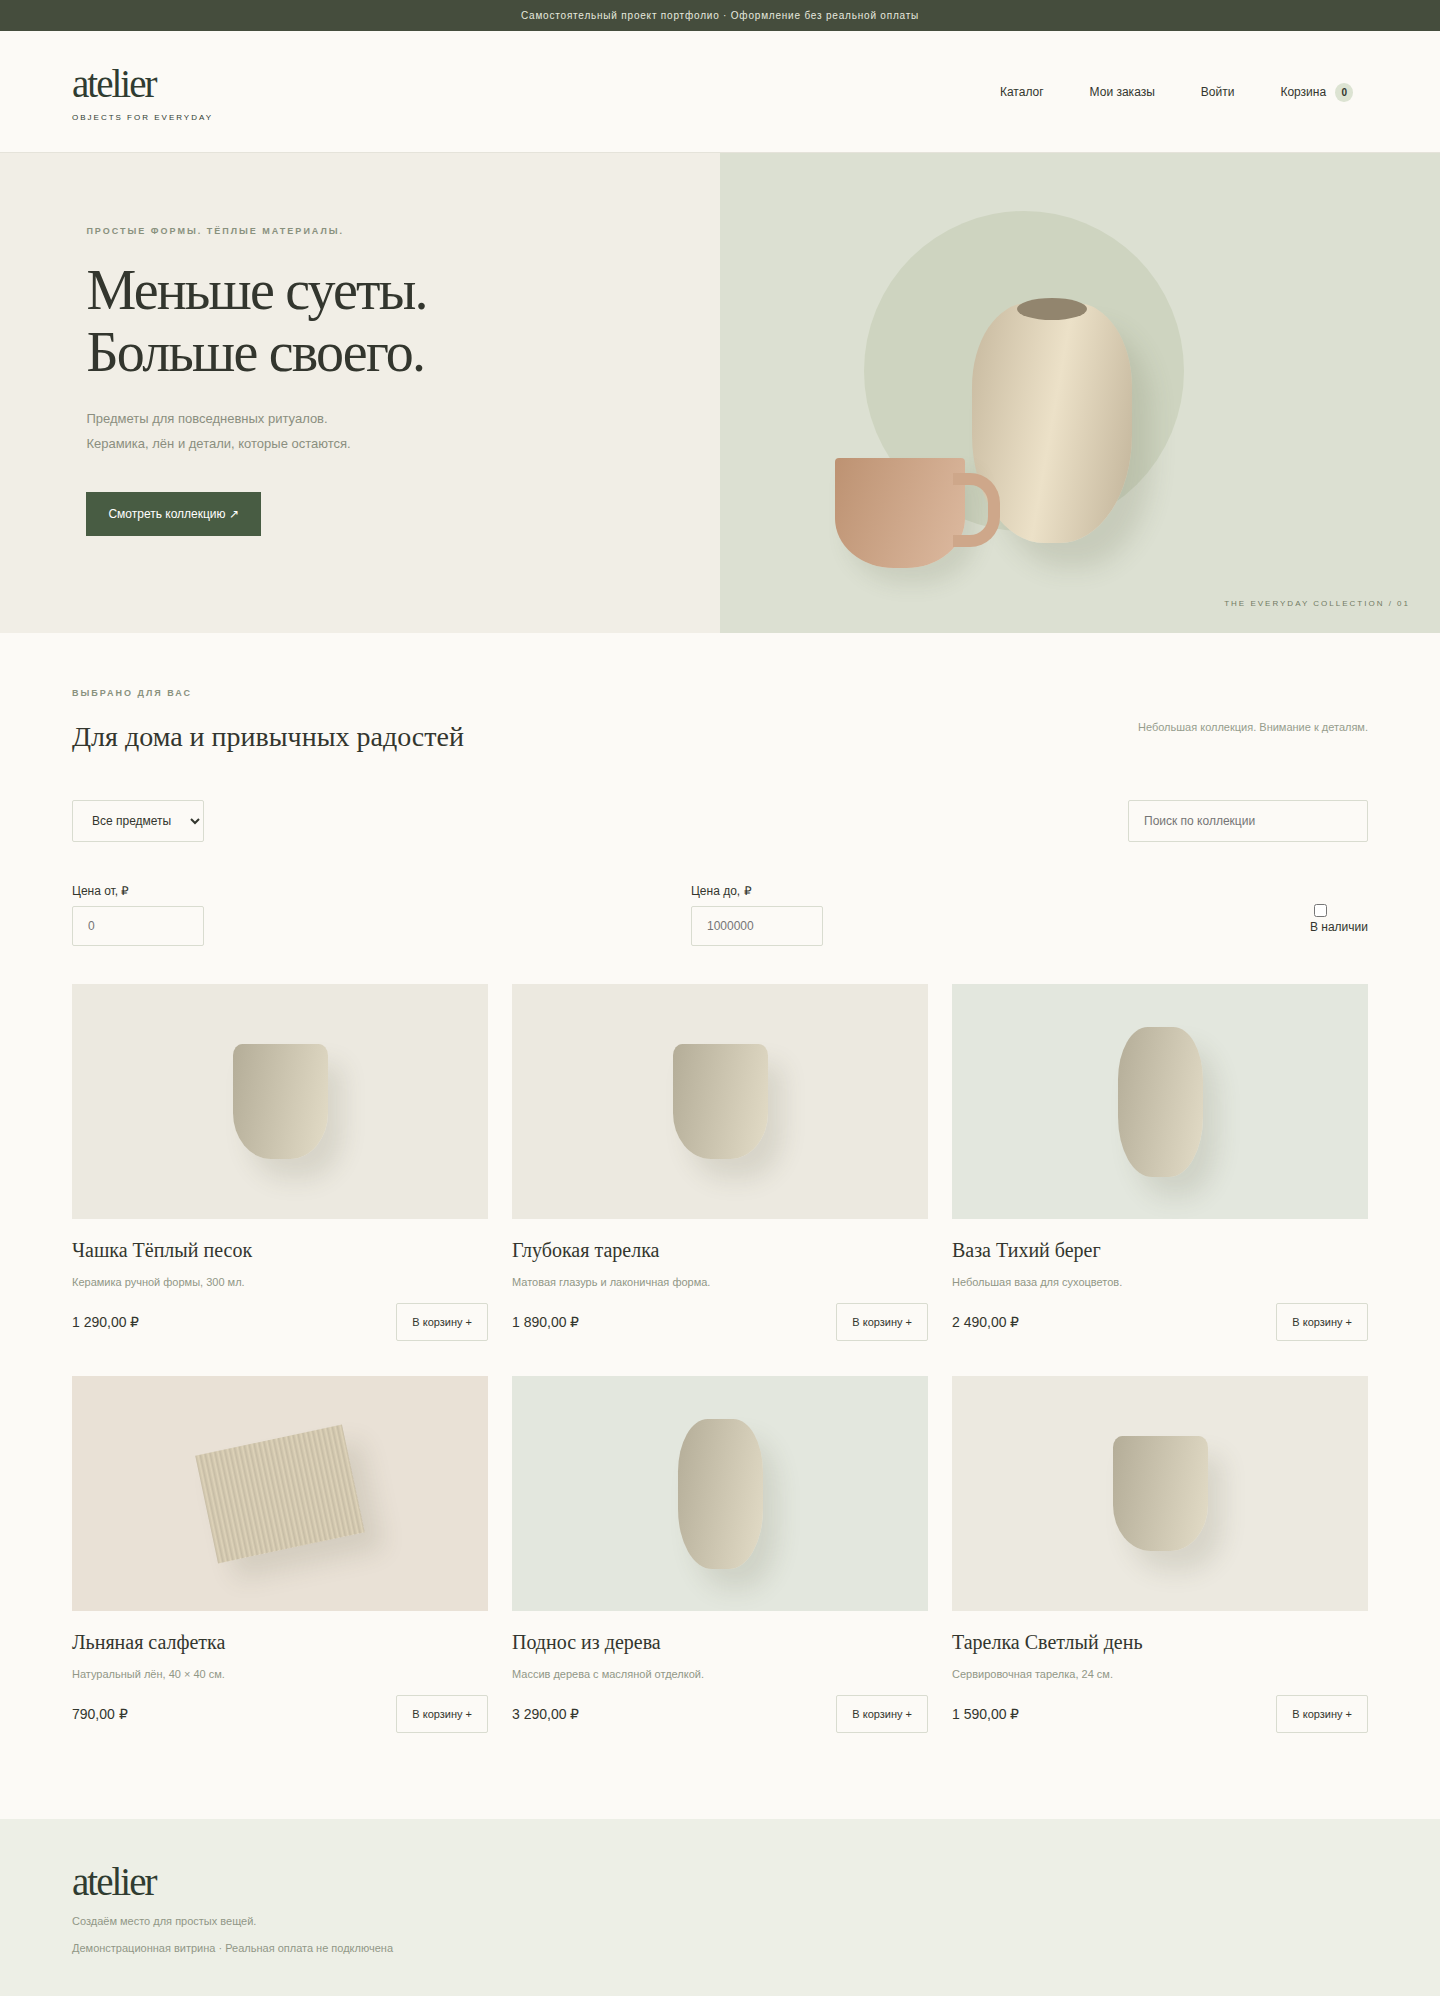 Самостоятельный проект портфолио · Оформление без реальной оплаты
atelier
OBJECTS FOR EVERYDAY
Каталог Мои заказы Войти Корзина 0
ПРОСТЫЕ ФОРМЫ. ТЁПЛЫЕ МАТЕРИАЛЫ.
Меньше суеты.
Больше своего.
Предметы для повседневных ритуалов.
Керамика, лён и детали, которые остаются.
Смотреть коллекцию ↗
THE EVERYDAY COLLECTION / 01
ВЫБРАНО ДЛЯ ВАС
Для дома и привычных радостей
Небольшая коллекция. Внимание к деталям.
Все предметы
Поиск по коллекции
Цена от, ₽
0
Цена до, ₽
1000000
В наличии
Чашка Тёплый песок
Керамика ручной формы, 300 мл.
1 290,00 ₽ В корзину +
Глубокая тарелка
Матовая глазурь и лаконичная форма.
1 890,00 ₽ В корзину +
Ваза Тихий берег
Небольшая ваза для сухоцветов.
2 490,00 ₽ В корзину +
Льняная салфетка
Натуральный лён, 40 × 40 см.
790,00 ₽ В корзину +
Поднос из дерева
Массив дерева с масляной отделкой.
3 290,00 ₽ В корзину +
Тарелка Светлый день
Сервировочная тарелка, 24 см.
1 590,00 ₽ В корзину +
atelier
Создаём место для простых вещей.
Демонстрационная витрина · Реальная оплата не подключена